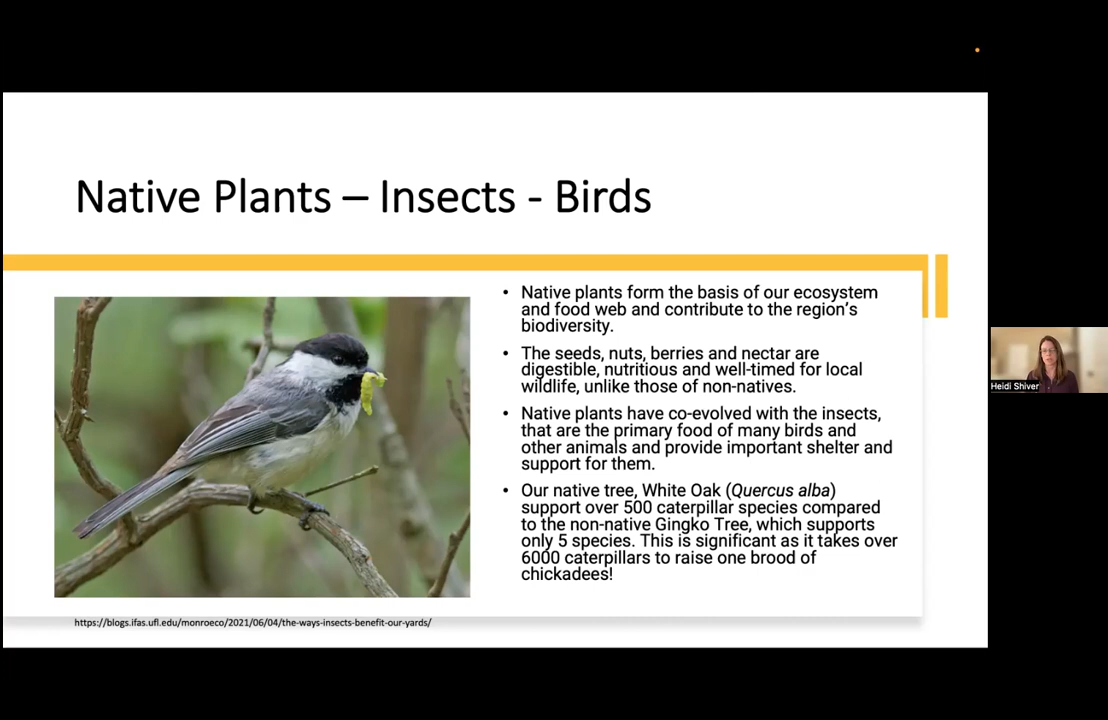 Native Plants – Insects - Birds
• Native plants form the basis of our ecosystem
and food web and contribute to the region's
biodiversity.
• The seeds, nuts, berries and nectar are
digestible, nutritious and well-timed for local
wildlife, unlike those of non-natives.
• Native plants have co-evolved with the insects,
that are the primary food of many birds and
other animals and provide important shelter and
support for them.
• Our native tree, White Oak (Quercus alba)
support over 500 caterpillar species compared
to the non-native Gingko Tree, which supports
only 5 species. This is significant as it takes over
6000 caterpillars to raise one brood of
chickadees!
https://blogs.ifas.ufl.edu/monroeco/2021/06/04/the-ways-insects-benefit-our-yards/
Heidi Shiver